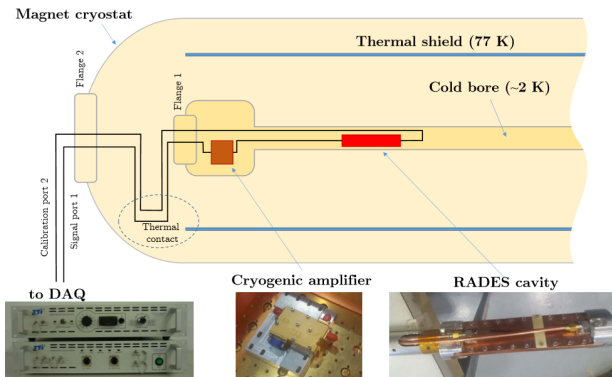 Magnet cryostat
Thermal shield (77 K)
Cold bore (~2 K)
Flange 2
Flange 1
Calibration port 2
Signal port 1
Thermal
contact
to DAQ
Cryogenic amplifier
RADES cavity